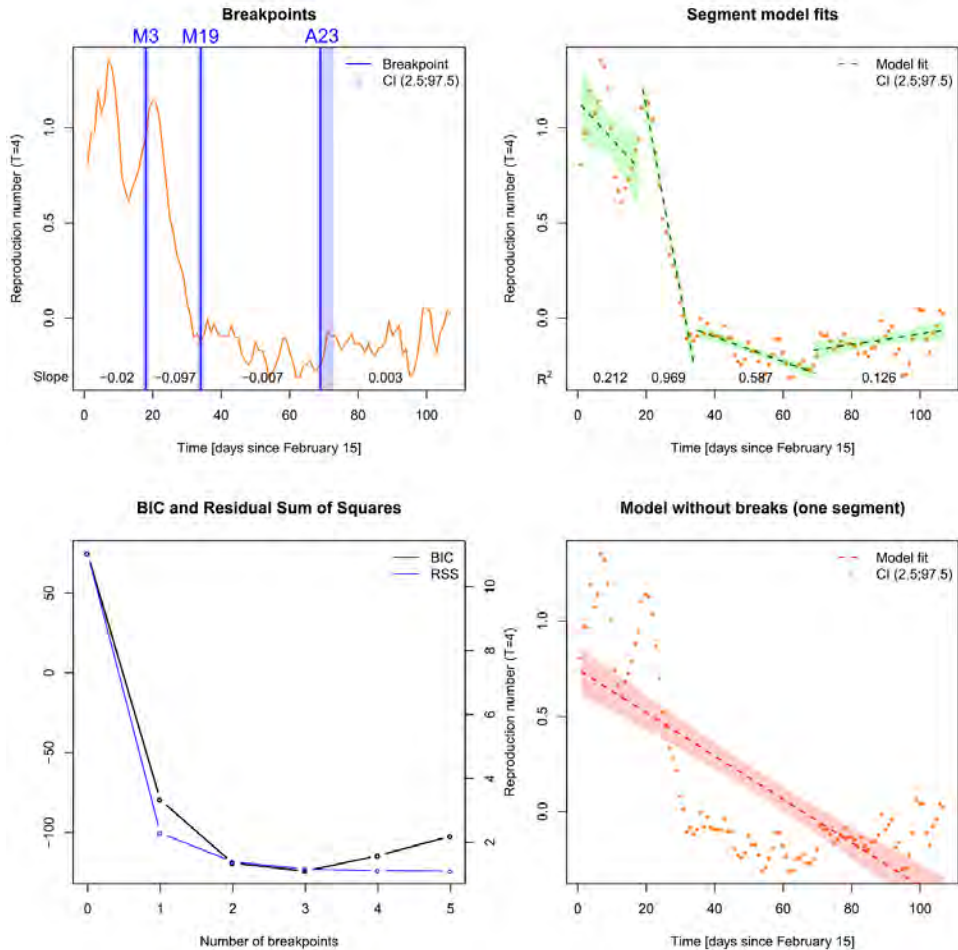 Breakpoints
M3 M19 A23
Breakpoint
CI (2.5;97.5)
Reproduction number (T=4)
1.0
0.5
0.0
Slope −0.02 −0.097 −0.007 0.003
0 20 40 60 80 100
Time [days since February 15]
Segment model fits
Model fit
CI (2.5;97.5)
Reproduction number (T=4)
1.0
0.5
0.0
R² 0.212 0.969 0.587 0.126
0 20 40 60 80 100
Time [days since February 15]
BIC and Residual Sum of Squares
BIC
RSS
50
0
−50
−100
10
8
6
4
2
Reproduction number (T=4)
0 1 2 3 4 5
Number of breakpoints
Model without breaks (one segment)
Model fit
CI (2.5;97.5)
1.0
0.5
0.0
0 20 40 60 80 100
Time [days since February 15]